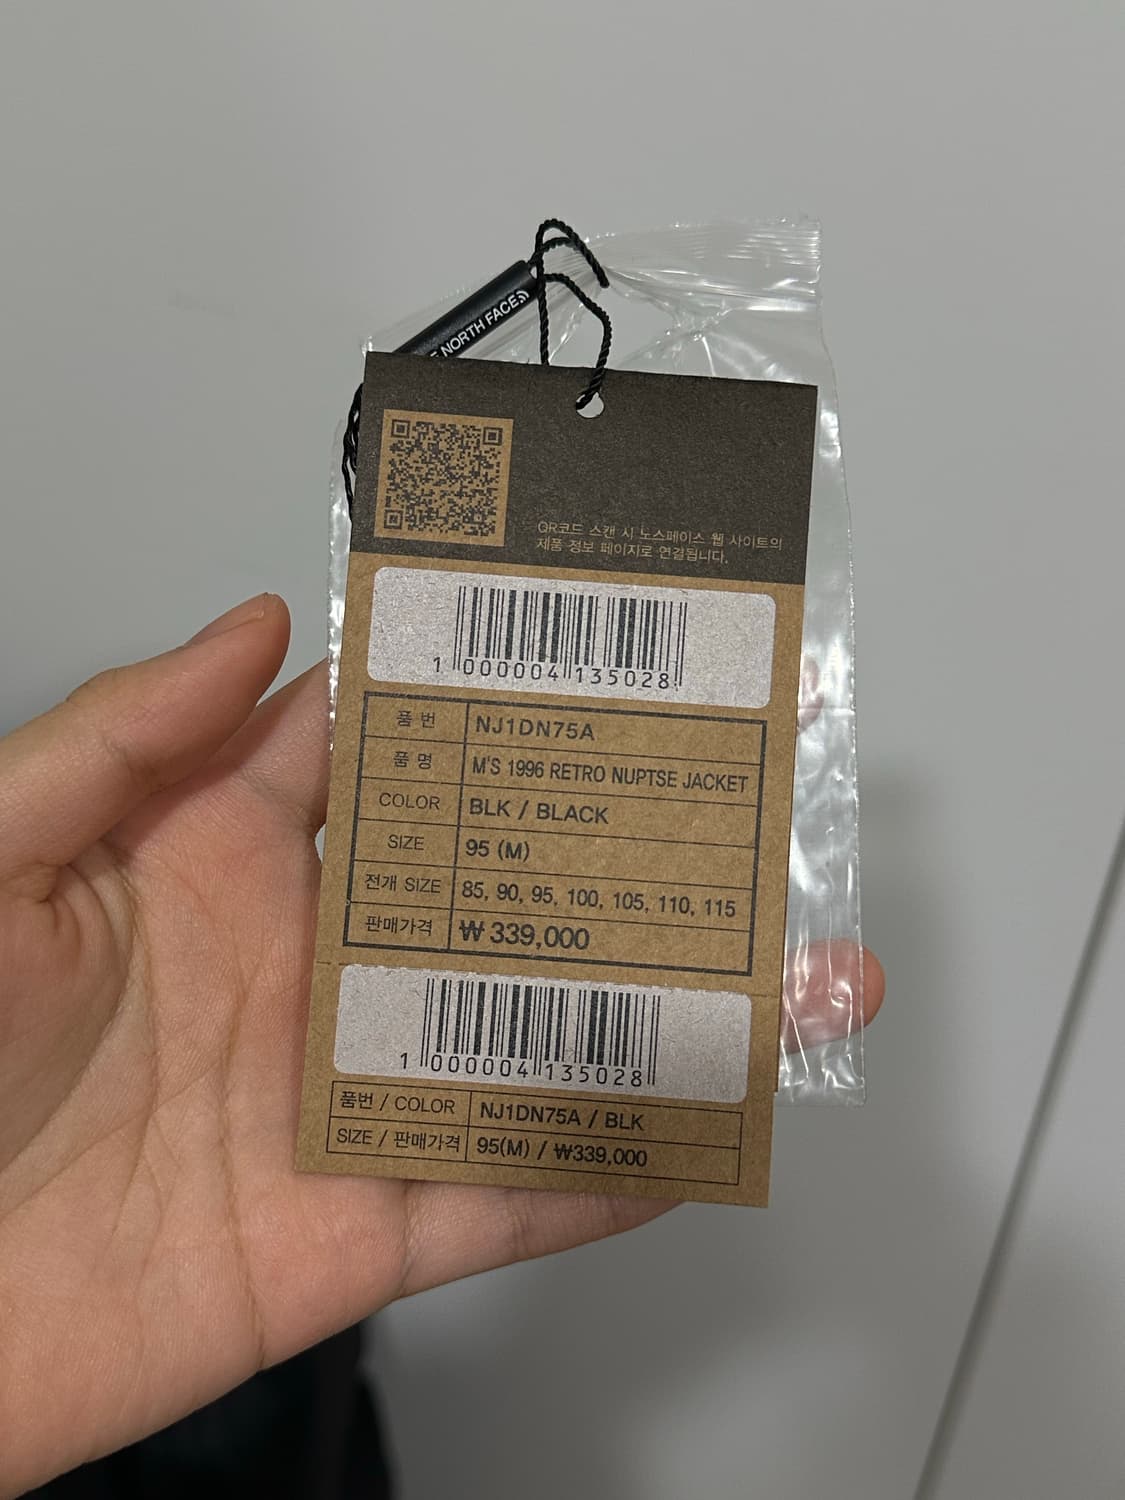 NORTH FACE
QR코드 스캔 시 노스페이스 웹 사이트의
제품 정보 페이지로 연결됩니다.
1 000004 135028
품 번 NJ1DN75A
품 명 M'S 1996 RETRO NUPTSE JACKET
COLOR BLK / BLACK
SIZE 95 (M)
전개 SIZE 85, 90, 95, 100, 105, 110, 115
판매가격 ₩ 339,000
1 000004 135028
품번 / COLOR NJ1DN75A / BLK
SIZE / 판매가격 95(M) / ₩339,000